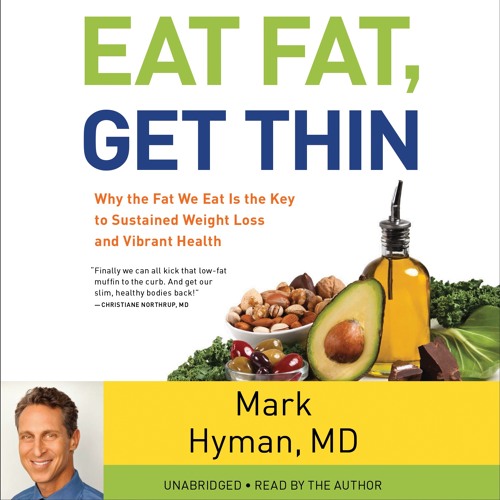 EAT FAT,
GET THIN
Why the Fat We Eat Is the Key
to Sustained Weight Loss
and Vibrant Health
"Finally we can all kick that low-fat
muffin to the curb. And get our
slim, healthy bodies back!"
—CHRISTIANE NORTHRUP, MD
Mark
Hyman, MD
UNABRIDGED • READ BY THE AUTHOR